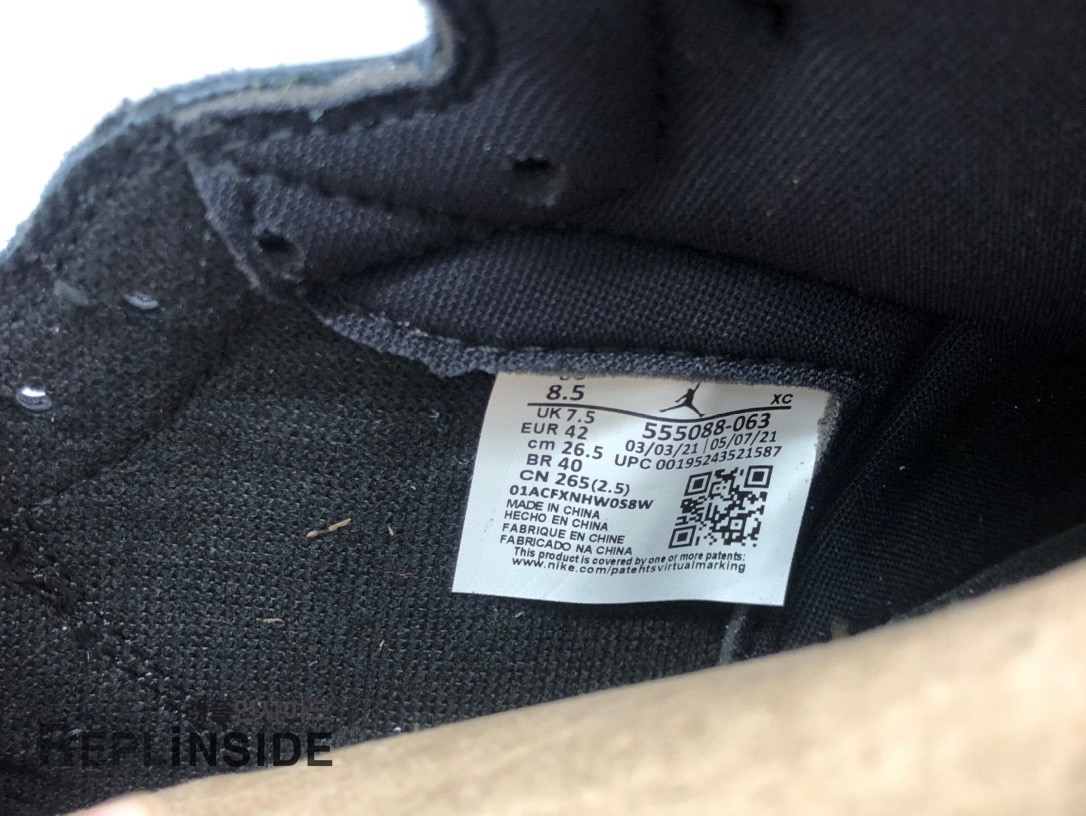 8.5
XC
UK 7.5
555088-063
EUR 42
03/03/21 05/07/21
cm 26.5
UPC 00195243521587
BR 40
CN 265(2.5)
01ACFXNHW0S8W
MADE IN CHINA
HECHO EN CHINA
FABRIQUE EN CHINE
FABRICADO NA CHINA
This product is covered by one or more patents:
www.nike.com/patentsvirtualmarking
REPLiNSIDE